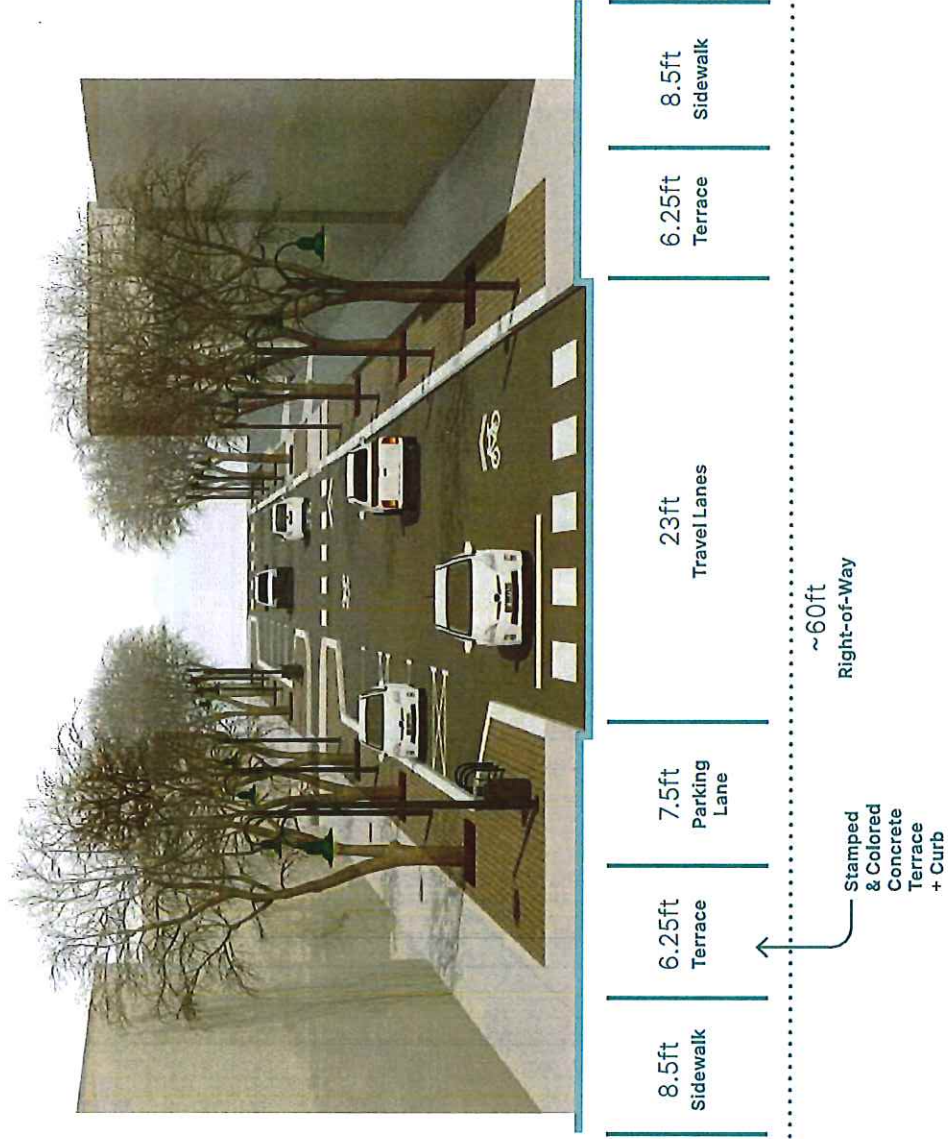 8.5ft
Sidewalk
6.25ft
Terrace
7.5ft
Parking
Lane
23ft
Travel Lanes
6.25ft
Terrace
8.5ft
Sidewalk
~60ft
Right-of-Way
Stamped
& Colored
Concrete
Terrace
+ Curb